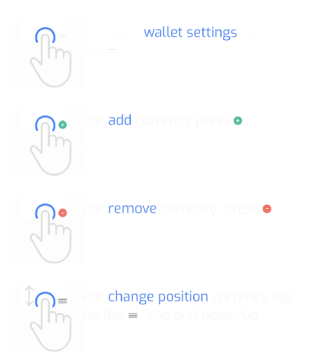 wallet settings
For add currency press
For remove currency press
For change position currency tap
on the = and pull down/up